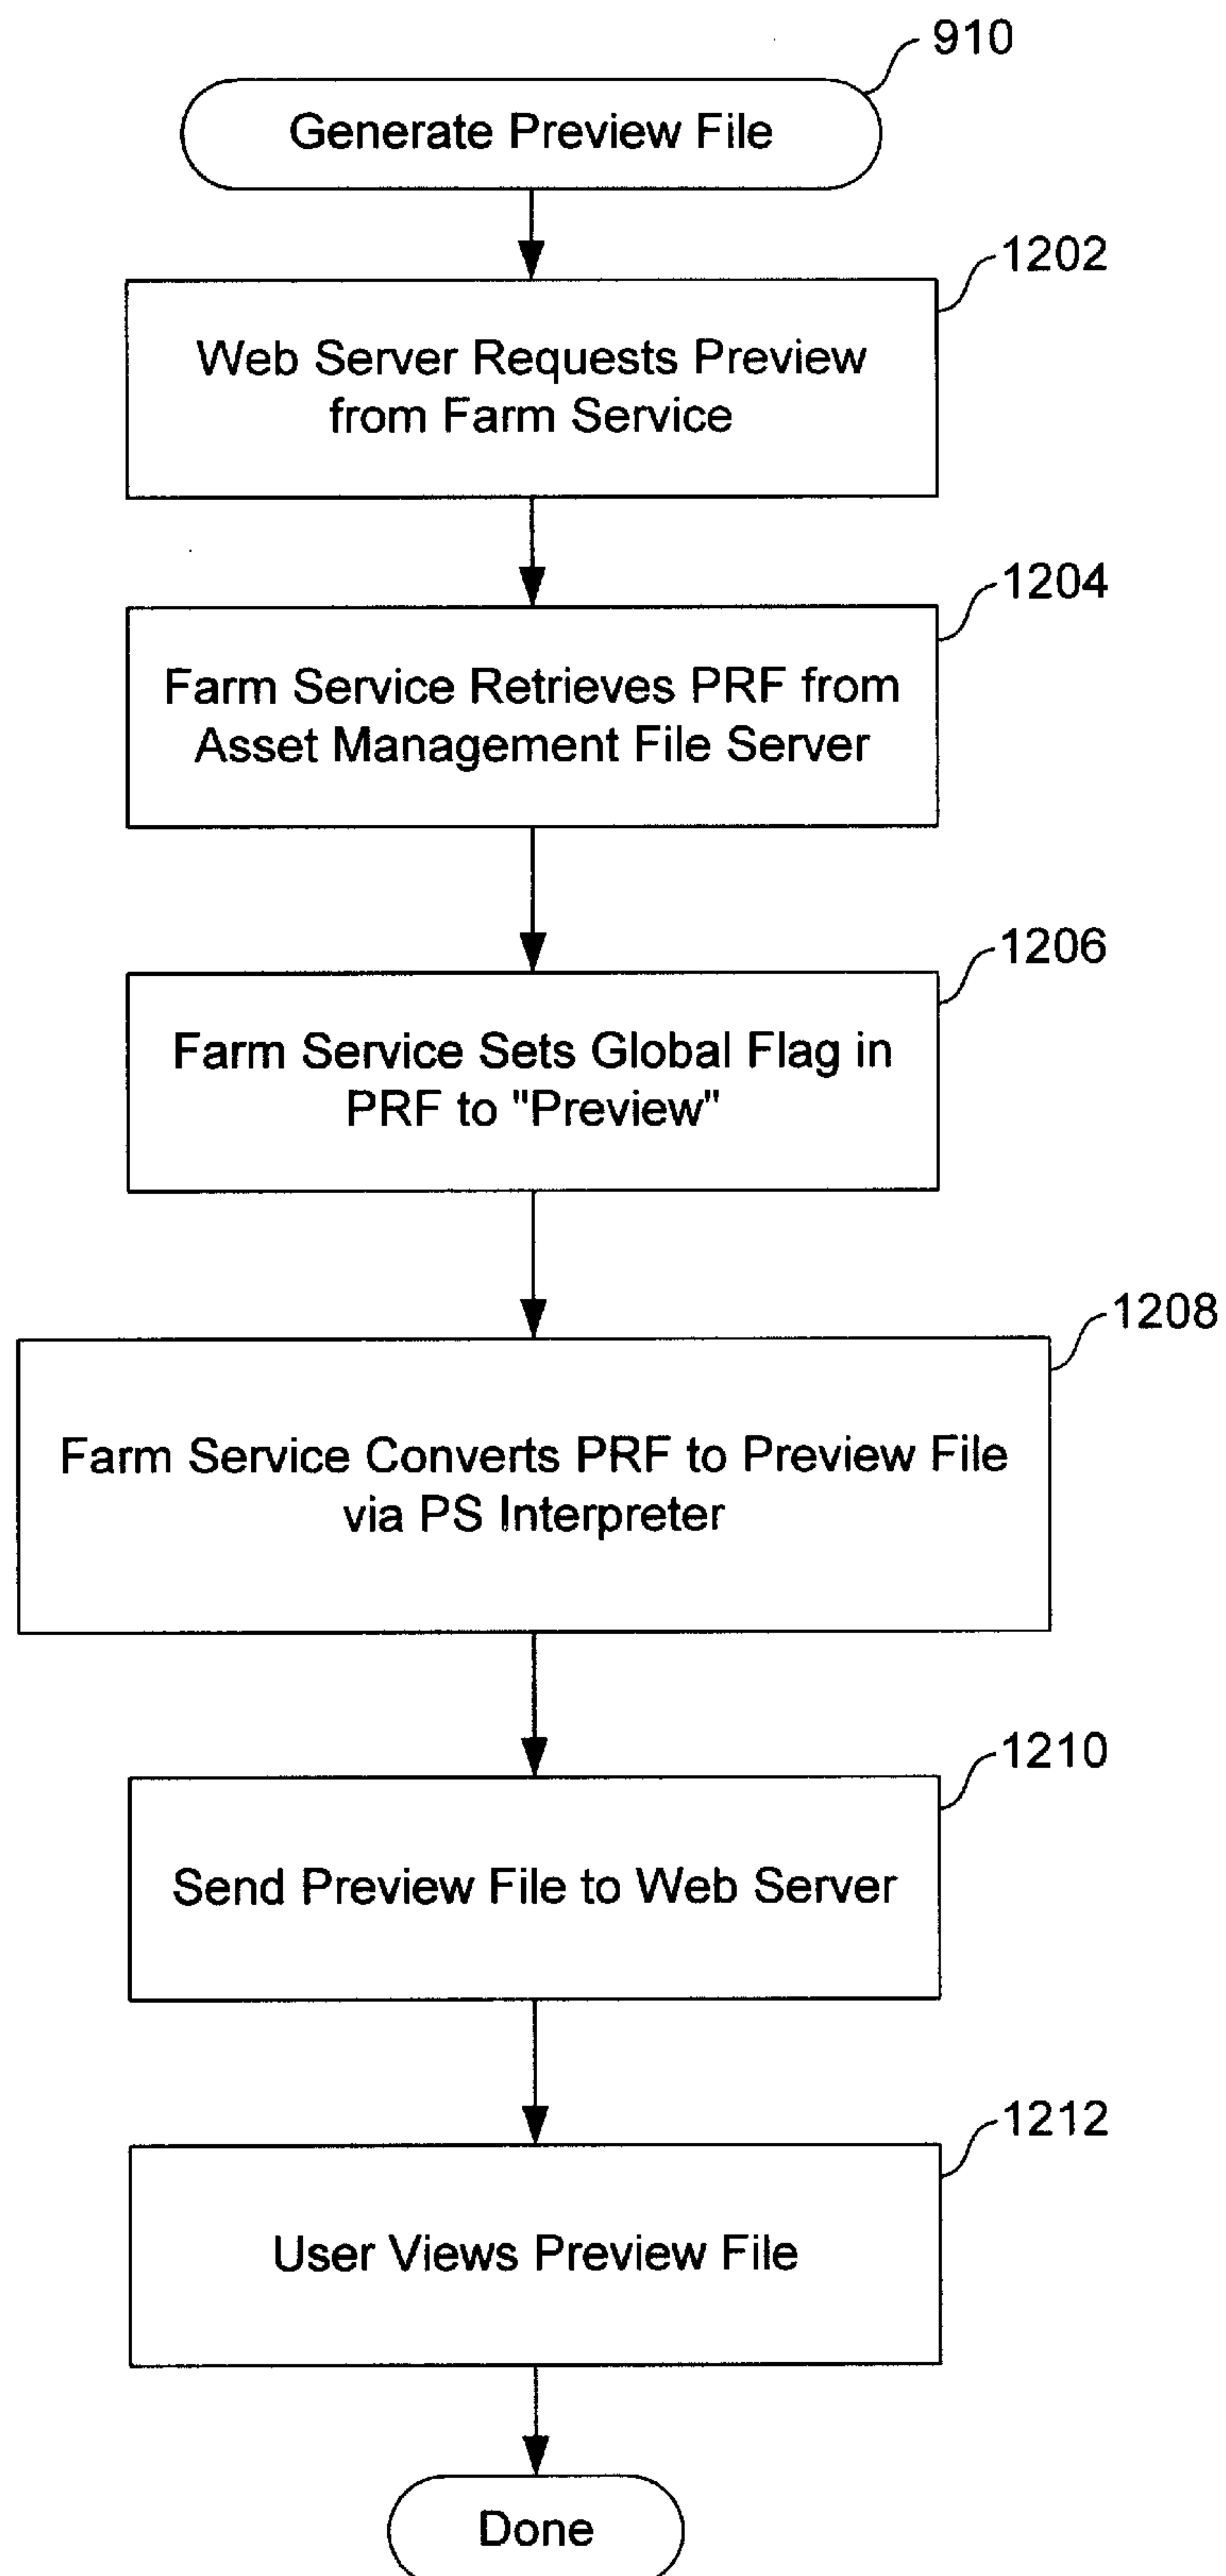 910
Generate Preview File
1202
Web Server Requests Preview
from Farm Service
1204
Farm Service Retrieves PRF from
Asset Management File Server
1206
Farm Service Sets Global Flag in
PRF to "Preview"
1208
Farm Service Converts PRF to Preview File
via PS Interpreter
1210
Send Preview File to Web Server
1212
User Views Preview File
Done